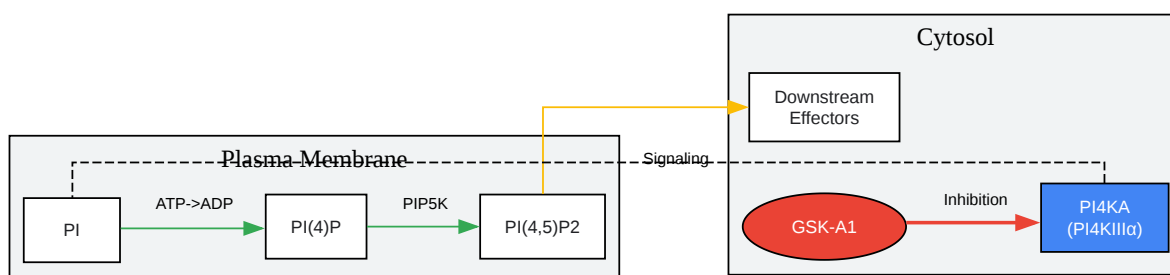 Cytosol
Downstream
Effectors
Plasma Membrane
Signaling
ATP->ADP
PIP5K
Inhibition
PI
PI(4)P
PI(4,5)P2
GSK-A1
PI4KA
(PI4KIIIα)